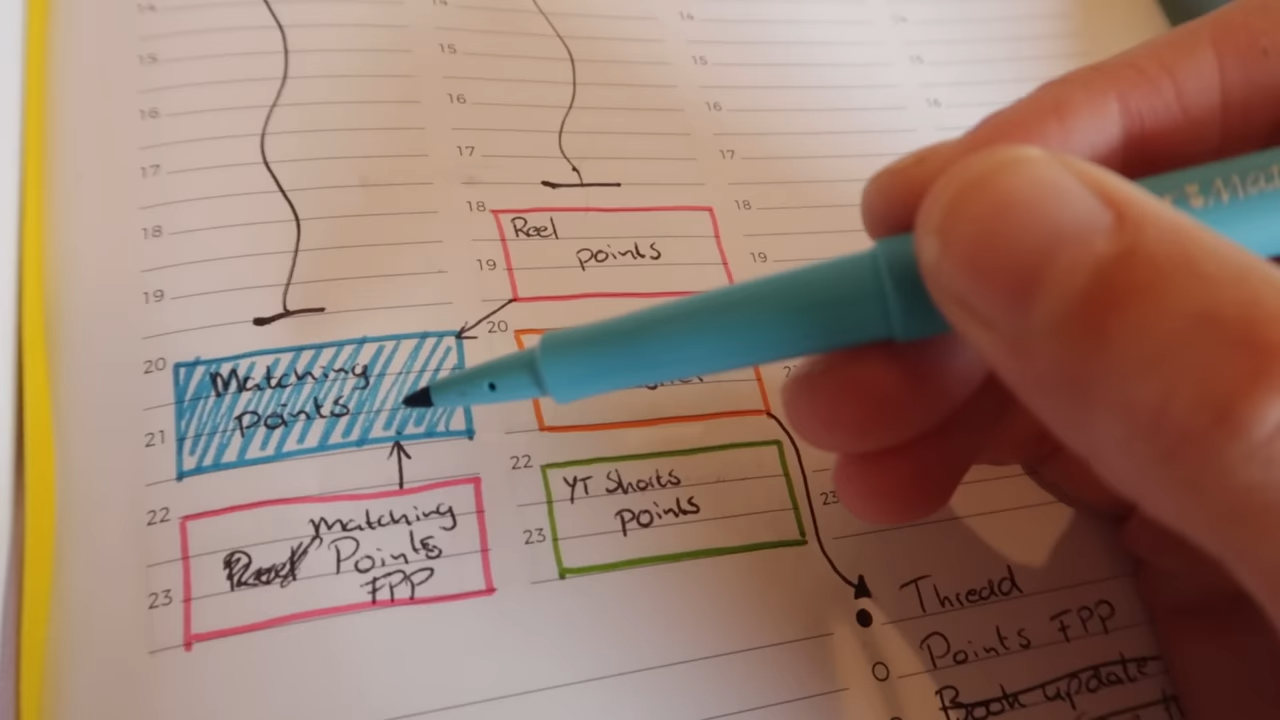 14
15
16
17
18
19
20
21
22
23
Matching
Points
Matching
Points
FPP
14
15
16
17
18
19
20
22
23
Reel
points
YT Shorts
points
14
15
16
17
18
19
23
14
15
16
Thread
Points FPP
Book update